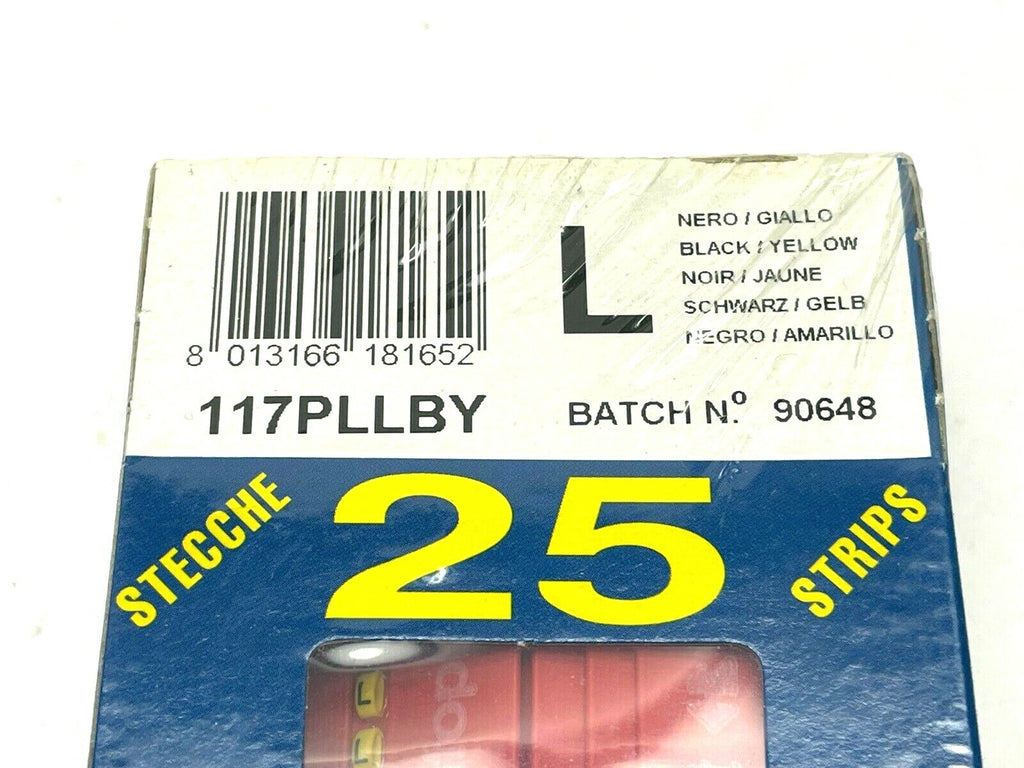 8 013166 181652
117PLLBY
L
NERO / GIALLO
BLACK / YELLOW
NOIR / JAUNE
SCHWARZ / GELB
NEGRO / AMARILLO
BATCH N.º 90648
STECCHE
25
STRIPS
L
L